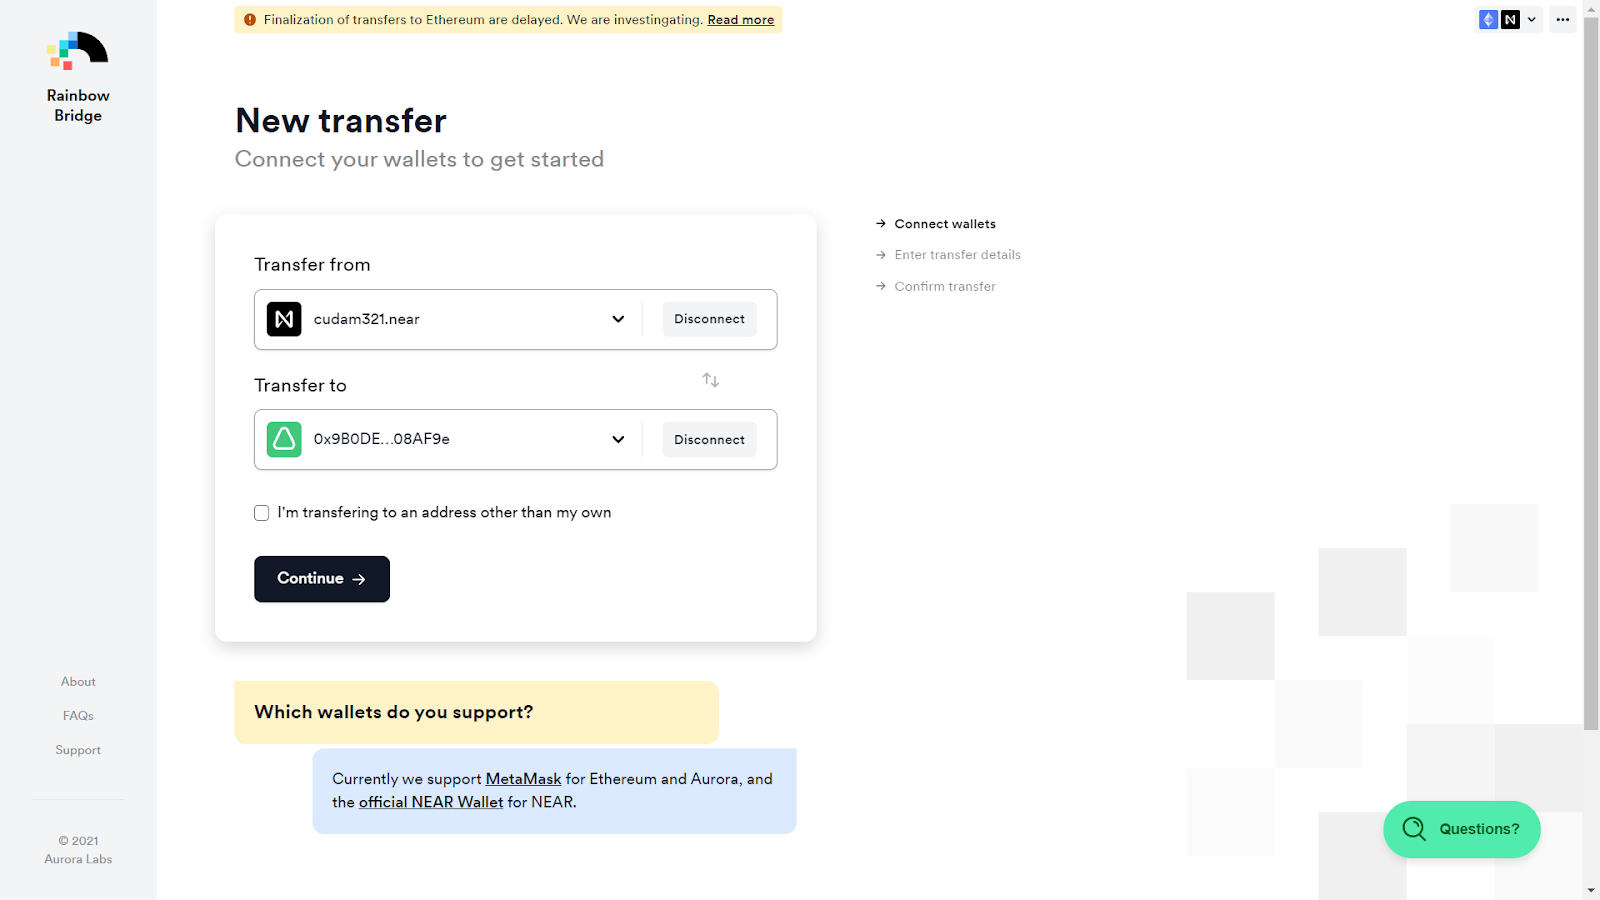 Finalization of transfers to Ethereum are delayed. We are investingating. Read more
Rainbow
Bridge
New transfer
Connect your wallets to get started
Transfer from
cudam321.near
Disconnect
Transfer to
0x9B0DE...08AF9e
Disconnect
I'm transfering to an address other than my own
Continue
Connect wallets
Enter transfer details
Confirm transfer
Which wallets do you support?
Currently we support MetaMask for Ethereum and Aurora, and
the official NEAR Wallet for NEAR.
About
FAQs
Support
© 2021
Aurora Labs
Questions?